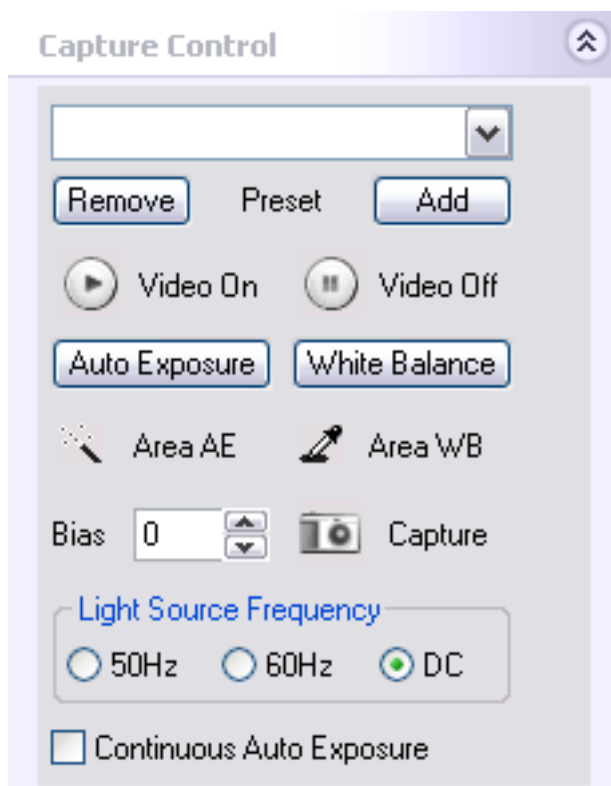 Capture Control
Remove Preset Add
Video On Video Off
Auto Exposure White Balance
Area AE Area WB
Bias 0 Capture
Light Source Frequency
50Hz 60Hz DC
Continuous Auto Exposure